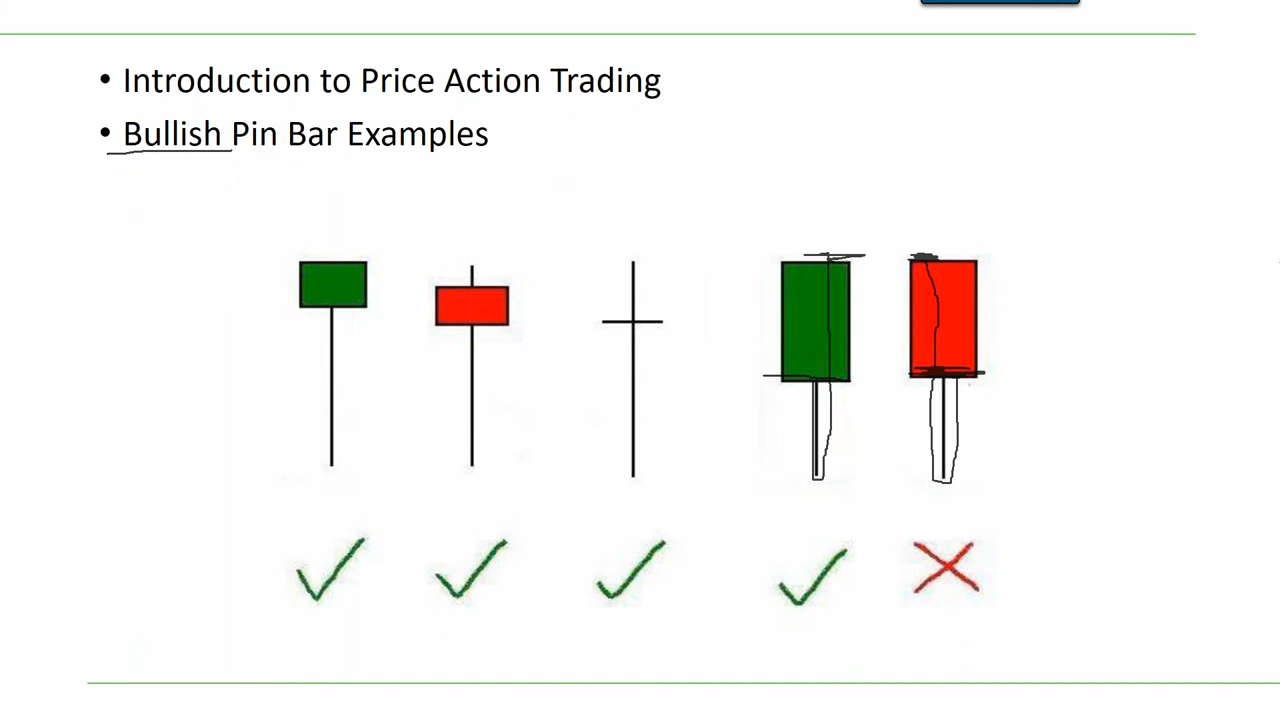 • Introduction to Price Action Trading
• Bullish Pin Bar Examples